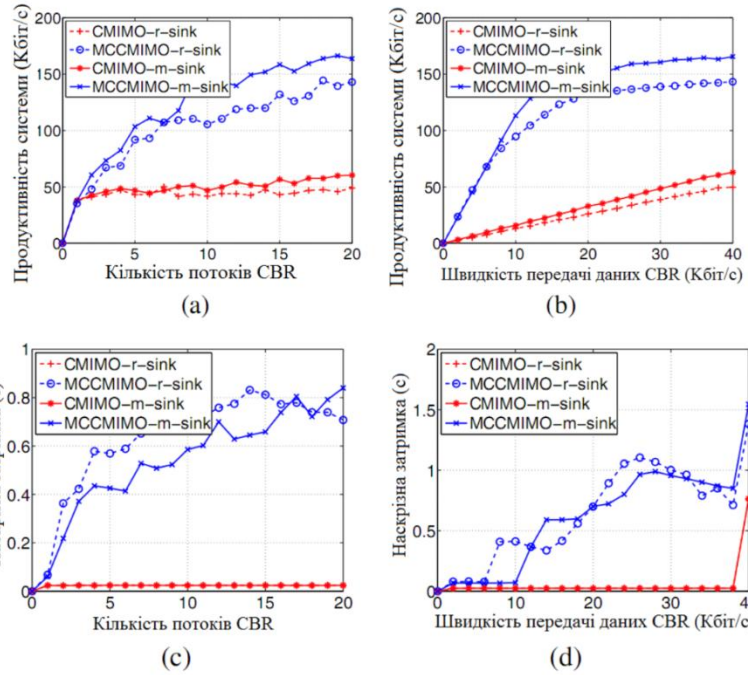 200
150
100
50
0
CMIMO-r-sink
MCCMIMO-r-sink
CMIMO-m-sink
MCCMIMO-m-sink
Продуктивність системи (Кбіт/с)
0 5 10 15 20
Кількість потоків CBR
(a)
200
150
100
50
0
CMIMO-r-sink
MCCMIMO-r-sink
CMIMO-m-sink
MCCMIMO-m-sink
Продуктивність системи (Кбіт/с)
0 10 20 30 40
Швидкість передачі даних CBR (Кбіт/с)
(b)
1
0.8
0.6
0.4
0.2
0
CMIMO-r-sink
MCCMIMO-r-sink
CMIMO-m-sink
MCCMIMO-m-sink
0 5 10 15 20
Кількість потоків CBR
(c)
2
1.5
1
0.5
0
CMIMO-r-sink
MCCMIMO-r-sink
CMIMO-m-sink
MCCMIMO-m-sink
Наскрізна затримка (с)
0 10 20 30
Швидкість передачі даних CBR (Кбіт/с
(d)